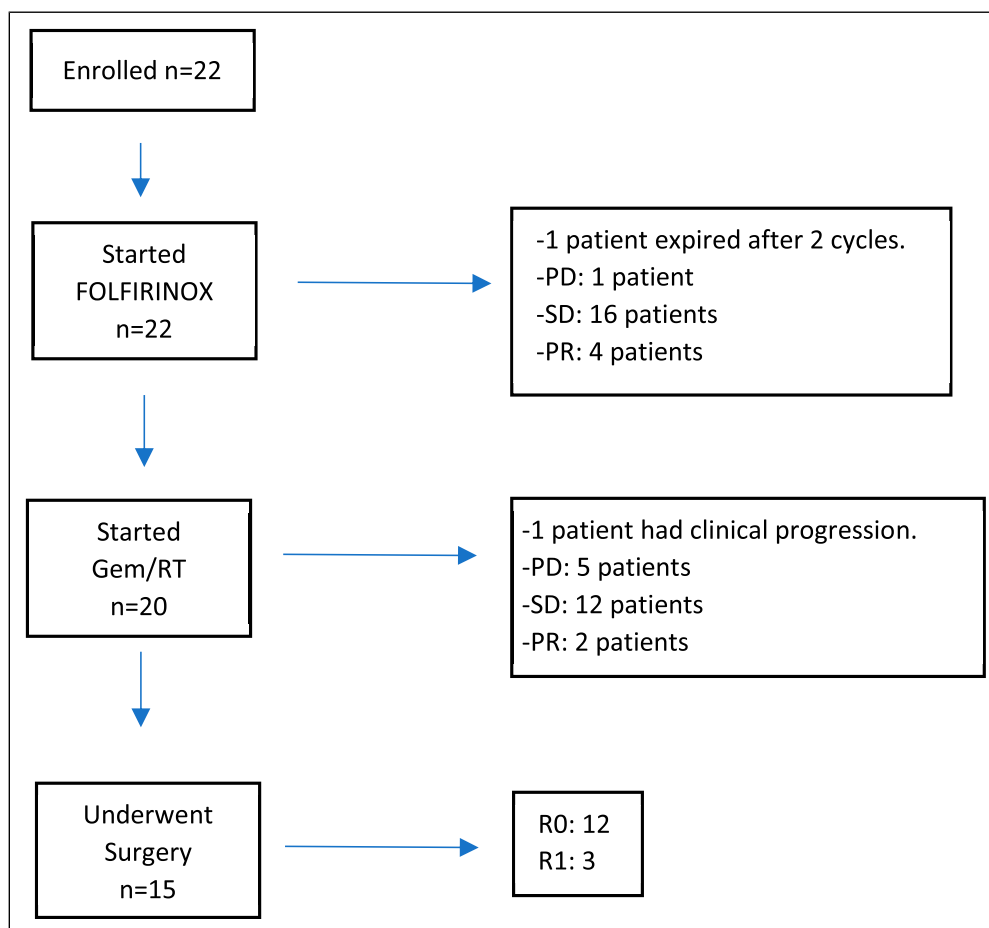 Enrolled n=22
Started
FOLFIRINOX
n=22
-1 patient expired after 2 cycles.
-PD: 1 patient
-SD: 16 patients
-PR: 4 patients
Started
Gem/RT
n=20
-1 patient had clinical progression.
-PD: 5 patients
-SD: 12 patients
-PR: 2 patients
Underwent
Surgery
n=15
R0: 12
R1: 3